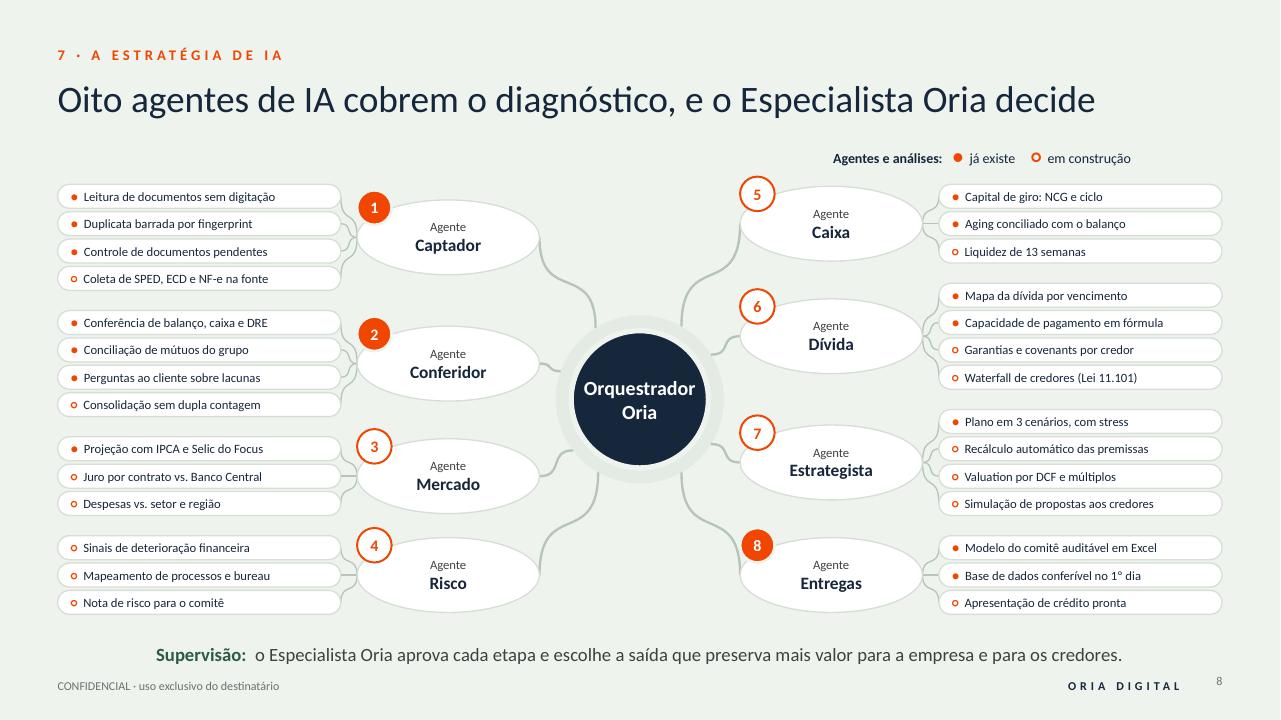 7 · A ESTRATÉGIA DE IA
Oito agentes de IA cobrem o diagnóstico, e o Especialista Oria decide
Agentes e análises: já existe em construção
Leitura de documentos sem digitação
Duplicata barrada por fingerprint
Controle de documentos pendentes
Coleta de SPED, ECD e NF-e na fonte
1
Agente
Captador
Conferência de balanço, caixa e DRE
Conciliação de mútuos do grupo
Perguntas ao cliente sobre lacunas
Consolidação sem dupla contagem
2
Agente
Conferidor
Projeção com IPCA e Selic do Focus
Juro por contrato vs. Banco Central
Despesas vs. setor e região
3
Agente
Mercado
Sinais de deterioração financeira
Mapeamento de processos e bureau
Nota de risco para o comitê
4
Agente
Risco
Orquestrador
Oria
5
Agente
Caixa
Capital de giro: NCG e ciclo
Aging conciliado com o balanço
Liquidez de 13 semanas
6
Agente
Dívida
Mapa da dívida por vencimento
Capacidade de pagamento em fórmula
Garantias e covenants por credor
Waterfall de credores (Lei 11.101)
7
Agente
Estrategista
Plano em 3 cenários, com stress
Recálculo automático das premissas
Valuation por DCF e múltiplos
Simulação de propostas aos credores
8
Agente
Entregas
Modelo do comitê auditável em Excel
Base de dados conferível no 1º dia
Apresentação de crédito pronta
Supervisão: o Especialista Oria aprova cada etapa e escolhe a saída que preserva mais valor para a empresa e para os credores.
CONFIDENCIAL · uso exclusivo do destinatário
ORIA DIGITAL
8